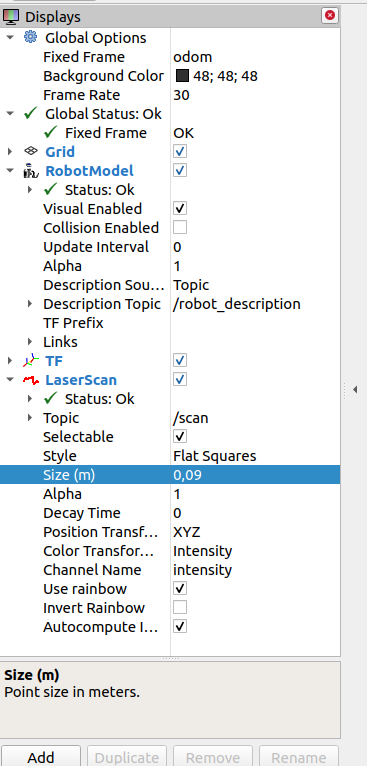 Displays
Global Options
Fixed Frame odom
Background Color 48; 48; 48
Frame Rate 30
Global Status: Ok
Fixed Frame OK
Grid
RobotModel
Status: Ok
Visual Enabled
Collision Enabled
Update Interval 0
Alpha 1
Description Sou... Topic
Description Topic /robot_description
TF Prefix
Links
TF
LaserScan
Status: Ok
Topic /scan
Selectable
Style Flat Squares
Size (m) 0,09
Alpha 1
Decay Time 0
Position Transf... XYZ
Color Transfor... Intensity
Channel Name intensity
Use rainbow
Invert Rainbow
Autocompute I...
Size (m)
Point size in meters.
Add Duplicate Remove Rename